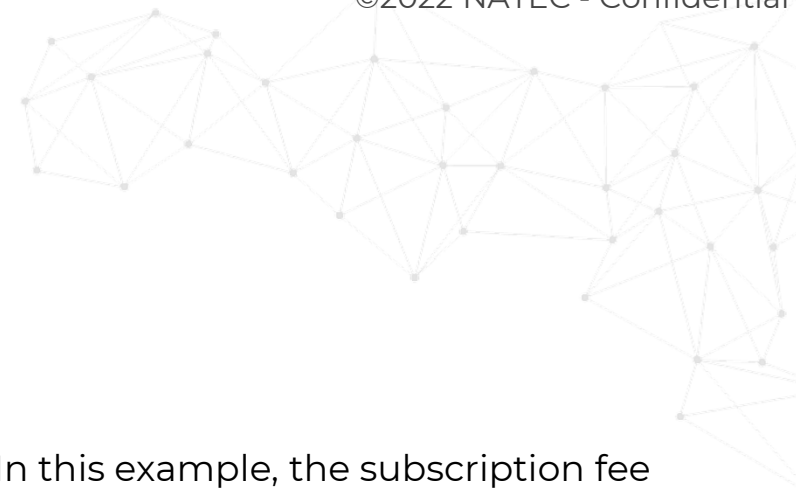 ©2022 NATEC - Confidential
In this example, the subscription fee